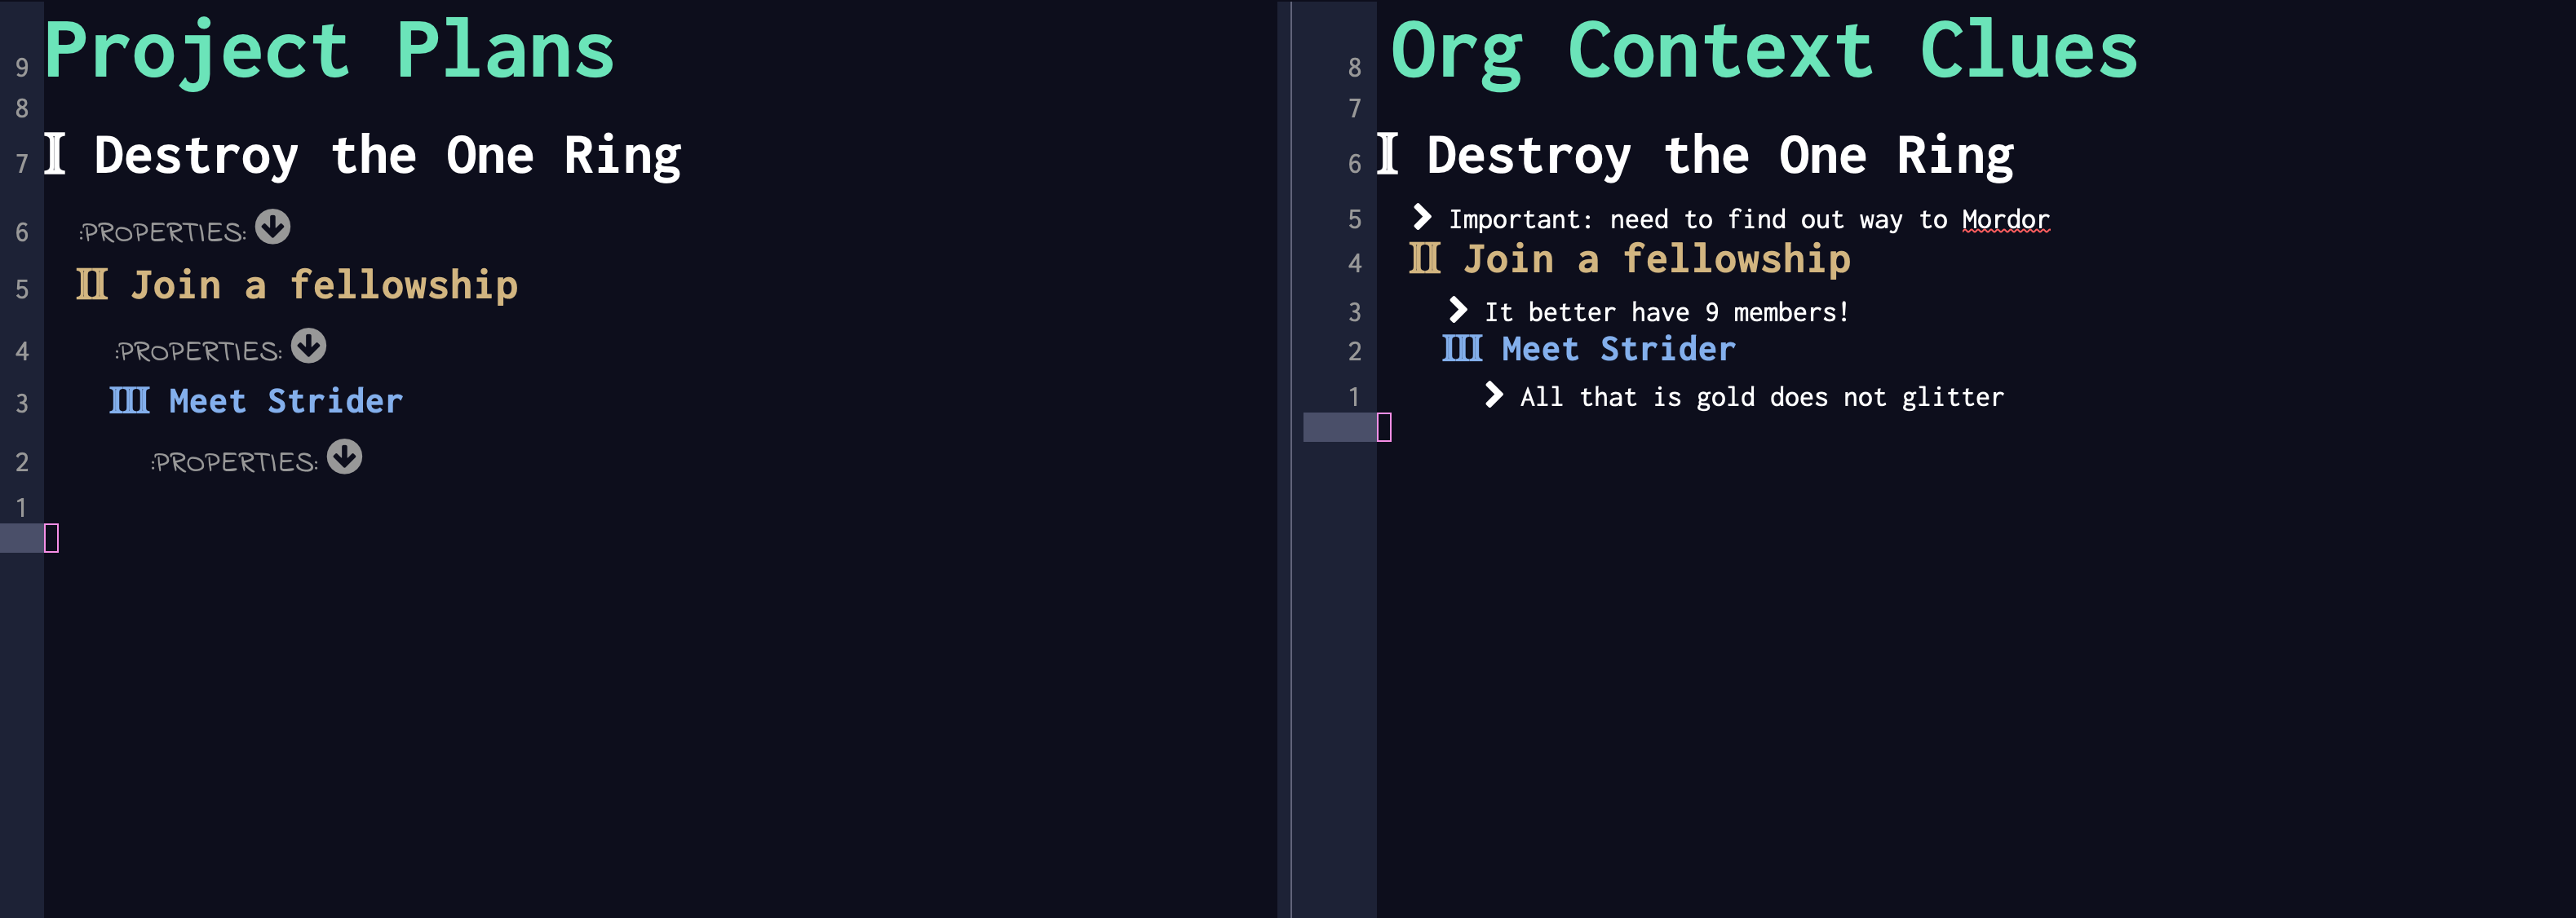 9 Project Plans
8
7 I Destroy the One Ring
6 :PROPERTIES:
5 II Join a fellowship
4 :PROPERTIES:
3 III Meet Strider
2 :PROPERTIES:
1
8 Org Context Clues
7
6 I Destroy the One Ring
5 Important: need to find out way to Mordor
4 II Join a fellowship
3 It better have 9 members!
2 III Meet Strider
1 All that is gold does not glitter